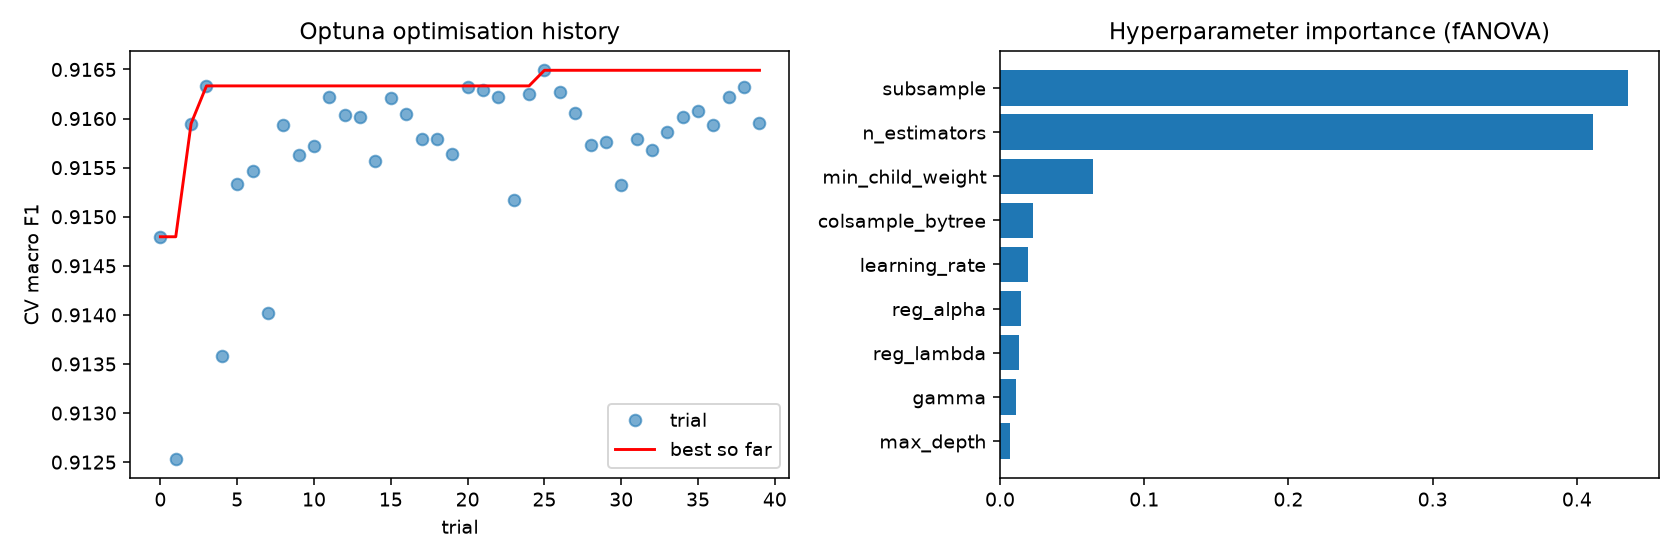 Optuna optimisation history
CV macro F1
0.9165
0.9160
0.9155
0.9150
0.9145
0.9140
0.9135
0.9130
0.9125
trial
best so far
0 5 10 15 20 25 30 35 40
trial
Hyperparameter importance (fANOVA)
subsample
n_estimators
min_child_weight
colsample_bytree
learning_rate
reg_alpha
reg_lambda
gamma
max_depth
0.0 0.1 0.2 0.3 0.4